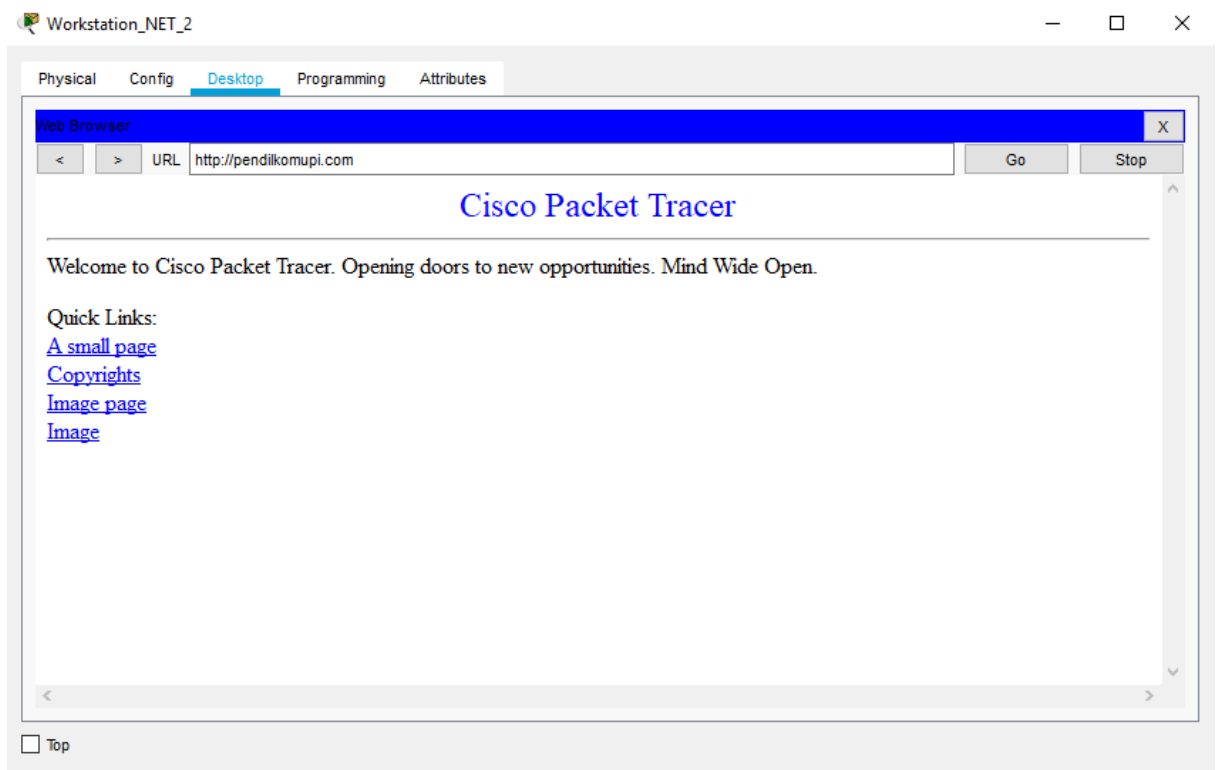 Workstation_NET_2
Physical Config Desktop Programming Attributes
Web Browser X
< > URL http://pendilkomupi.com Go Stop
Cisco Packet Tracer
Welcome to Cisco Packet Tracer. Opening doors to new opportunities. Mind Wide Open.
Quick Links:
A small page
Copyrights
Image page
Image
Top